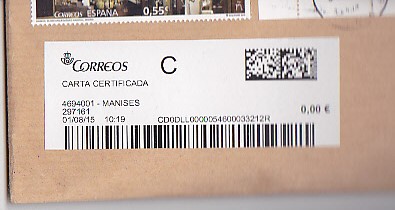 CORREOS
ESPAÑA
0,55€
CORREOS
C
CARTA CERTIFICADA
4694001 - MANISES
297161
0,00 €
01/08/15 10:19 CD0DLL0000054600033212R